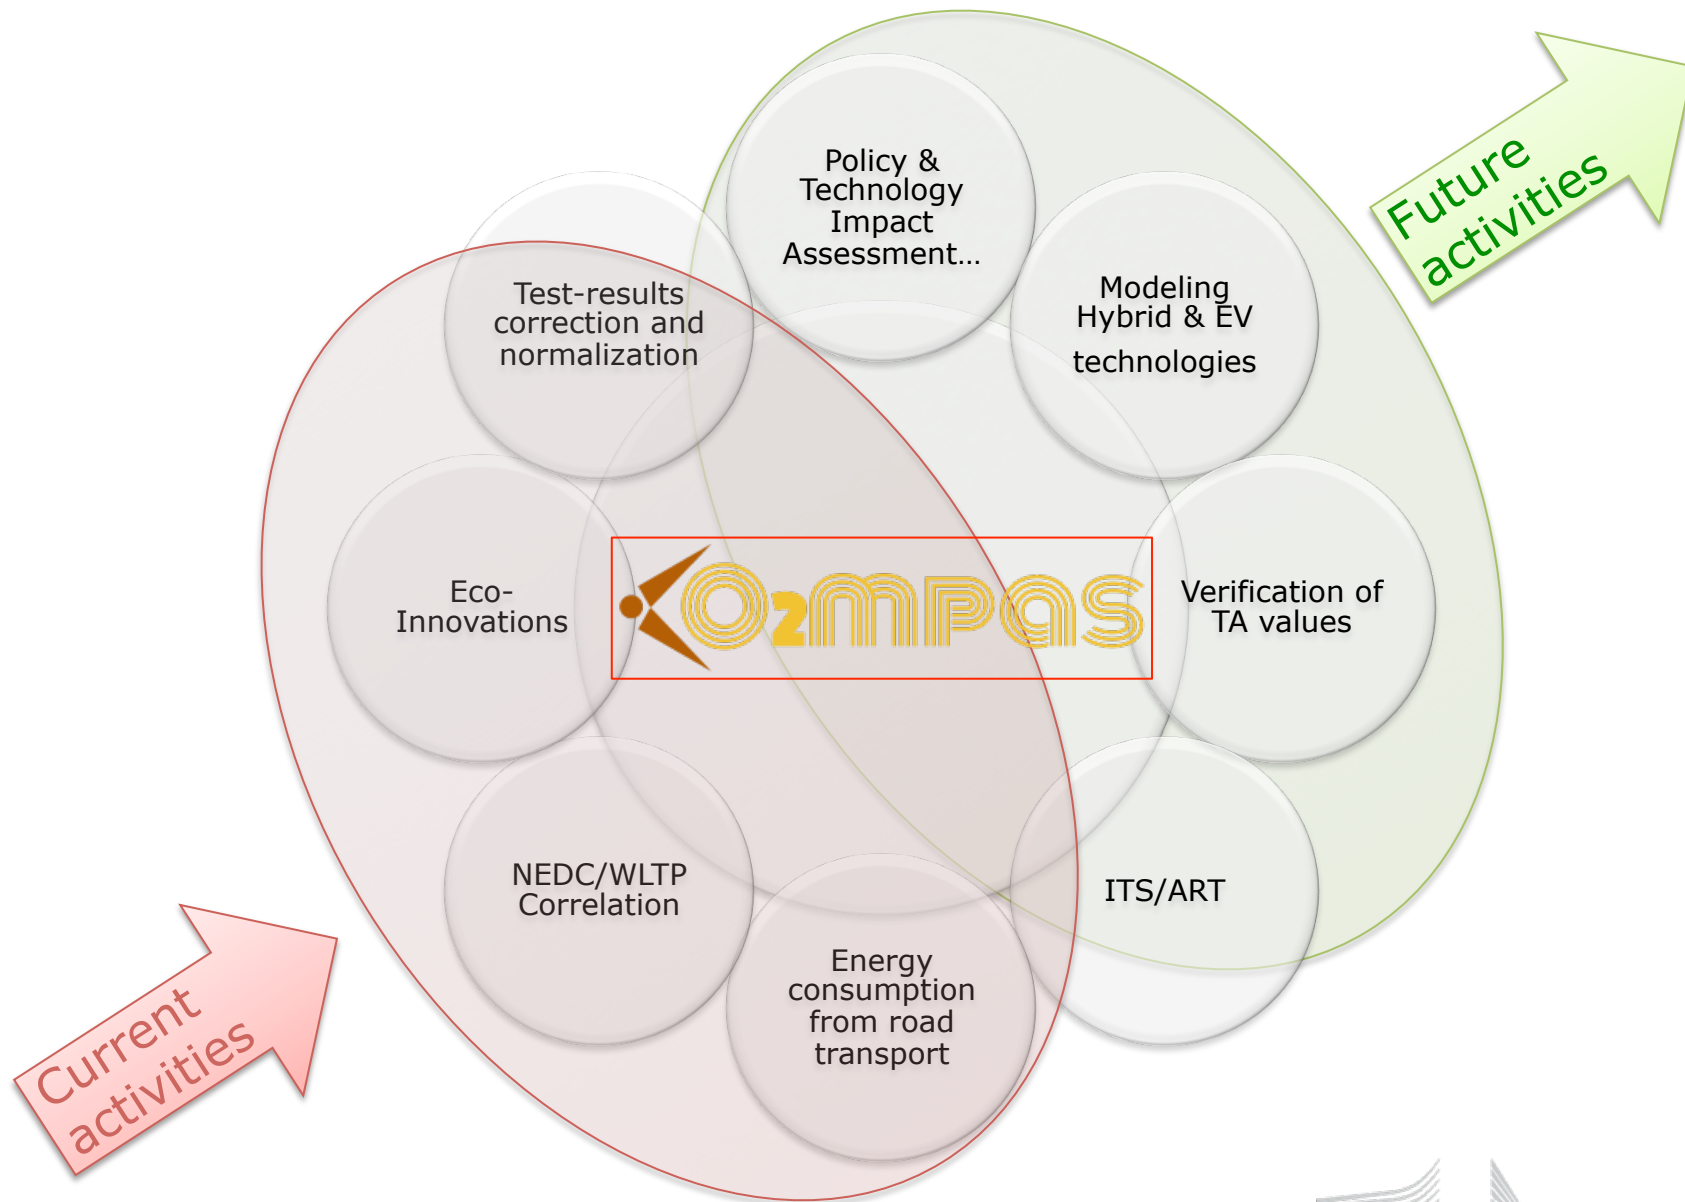 Policy &
Technology
Impact
Assessment…
Future
activities
Test-results
correction and
normalization
Modeling
Hybrid & EV
technologies
Eco-
Innovations
CO2MPAS
Verification of
TA values
NEDC/WLTP
Correlation
ITS/ART
Energy
consumption
from road
transport
Current
activities